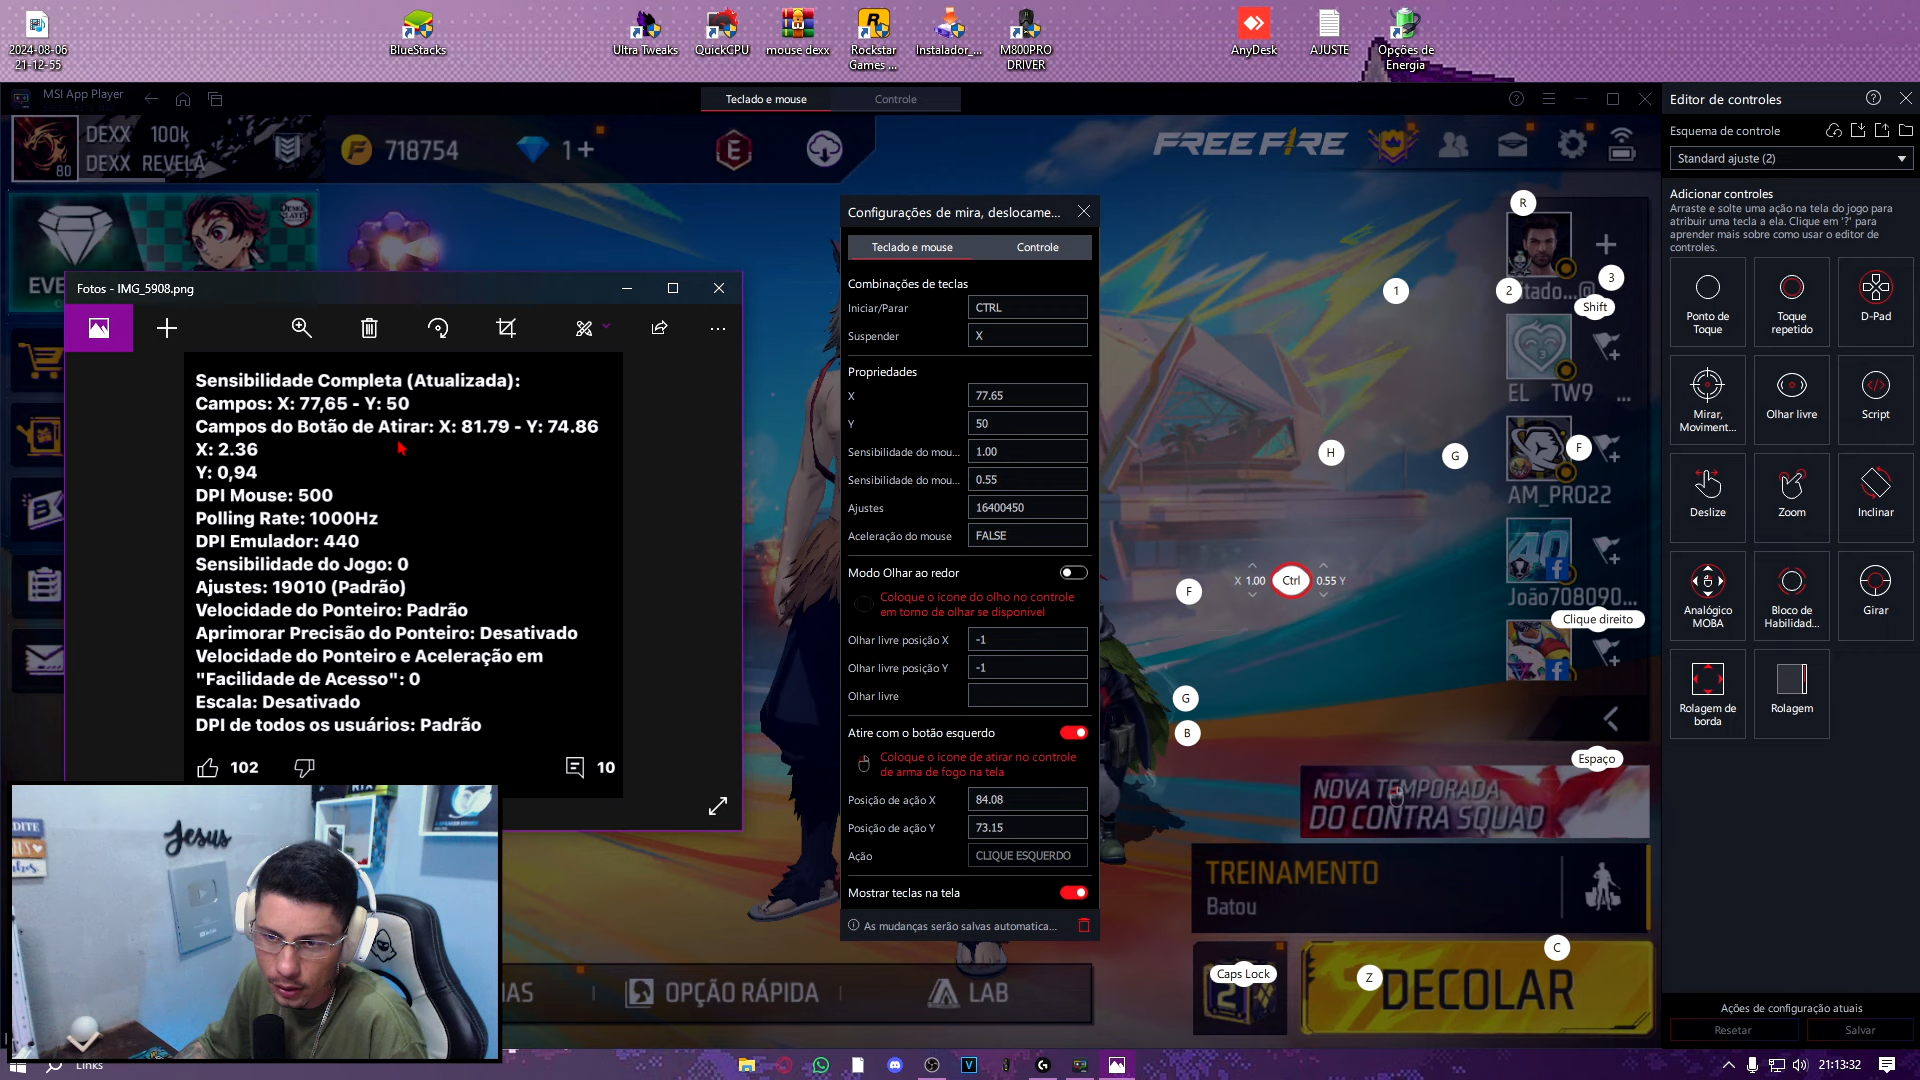 2024-08-06
21-12-55
BlueStacks
Ultra Tweaks
QuickCPU
mouse dexx
Rockstar
Games ...
Instalador_...
M800PRO
DRIVER
AnyDesk
AJUSTE
Opções de
Energia
MSI App Player
Teclado e mouse
Controle
DEXX 100k
DEXX REVELA
80
718754
1+
E
FREE FIRE
Editor de controles
Esquema de controle
Standard ajuste (2)
Adicionar controles
Arraste e solte uma ação na tela do jogo para
atribuir uma tecla a ela. Clique em '?' para
aprender mais sobre como usar o editor de
controles.
Ponto de
Toque
Toque
repetido
D-Pad
Mirar,
Moviment...
Olhar livre
Script
Deslize
Zoom
Inclinar
Analógico
MOBA
Bloco de
Habilidad...
Girar
Rolagem de
borda
Rolagem
Ações de configuração atuais
Resetar
Salvar
Fotos - IMG_5908.png
Sensibilidade Completa (Atualizada):
Campos: X: 77,65 - Y: 50
Campos do Botão de Atirar: X: 81.79 - Y: 74.86
X: 2.36
Y: 0,94
DPI Mouse: 500
Polling Rate: 1000Hz
DPI Emulador: 440
Sensibilidade do Jogo: 0
Ajustes: 19010 (Padrão)
Velocidade do Ponteiro: Padrão
Aprimorar Precisão do Ponteiro: Desativado
Velocidade do Ponteiro e Aceleração em
"Facilidade de Acesso": 0
Escala: Desativado
DPI de todos os usuários: Padrão
102
10
Configurações de mira, deslocame...
Teclado e mouse
Controle
Combinações de teclas
Iniciar/Parar CTRL
Suspender X
Propriedades
X 77.65
Y 50
Sensibilidade do mou... 1.00
Sensibilidade do mou... 0.55
Ajustes 16400450
Aceleração do mouse FALSE
Modo Olhar ao redor
Coloque o ícone do olho no controle
em torno de olhar se disponível
Olhar livre posição X -1
Olhar livre posição Y -1
Olhar livre
Atire com o botão esquerdo
Coloque o ícone de atirar no controle
de arma de fogo na tela
Posição de ação X 84.08
Posição de ação Y 73.15
Ação CLIQUE ESQUERDO
Mostrar teclas na tela
As mudanças serão salvas automatica...
R
1
2
3
Shift
EL TW9 ...
H
G
F
AM_PRO22
X 1.00 Ctrl 0.55 Y
F
João708090...
Clique direito
G
B
Espaço
NOVA TEMPORADA
DO CONTRA SQUAD
TREINAMENTO
Batou
C
Caps Lock
Z
DECOLAR
OPÇÃO RÁPIDA
LAB
Jesus
Links
21:13:32